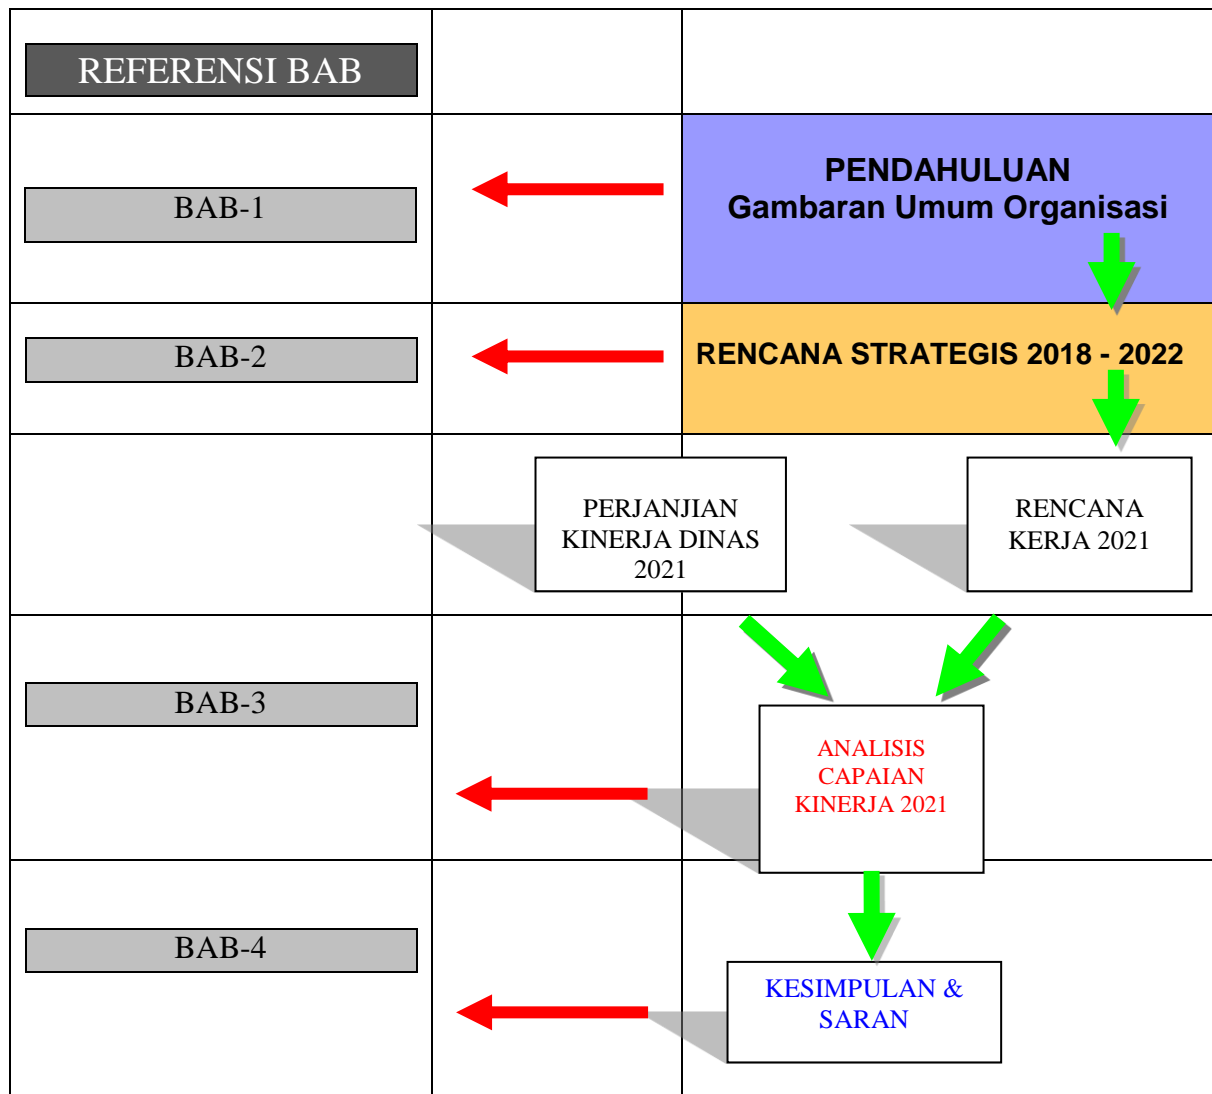 REFERENSI BAB
BAB-1
PENDAHULUAN
Gambaran Umum Organisasi
BAB-2
RENCANA STRATEGIS 2018 - 2022
PERJANJIAN
KINERJA DINAS
2021
RENCANA
KERJA 2021
BAB-3
ANALISIS
CAPAIAN
KINERJA 2021
BAB-4
KESIMPULAN &
SARAN